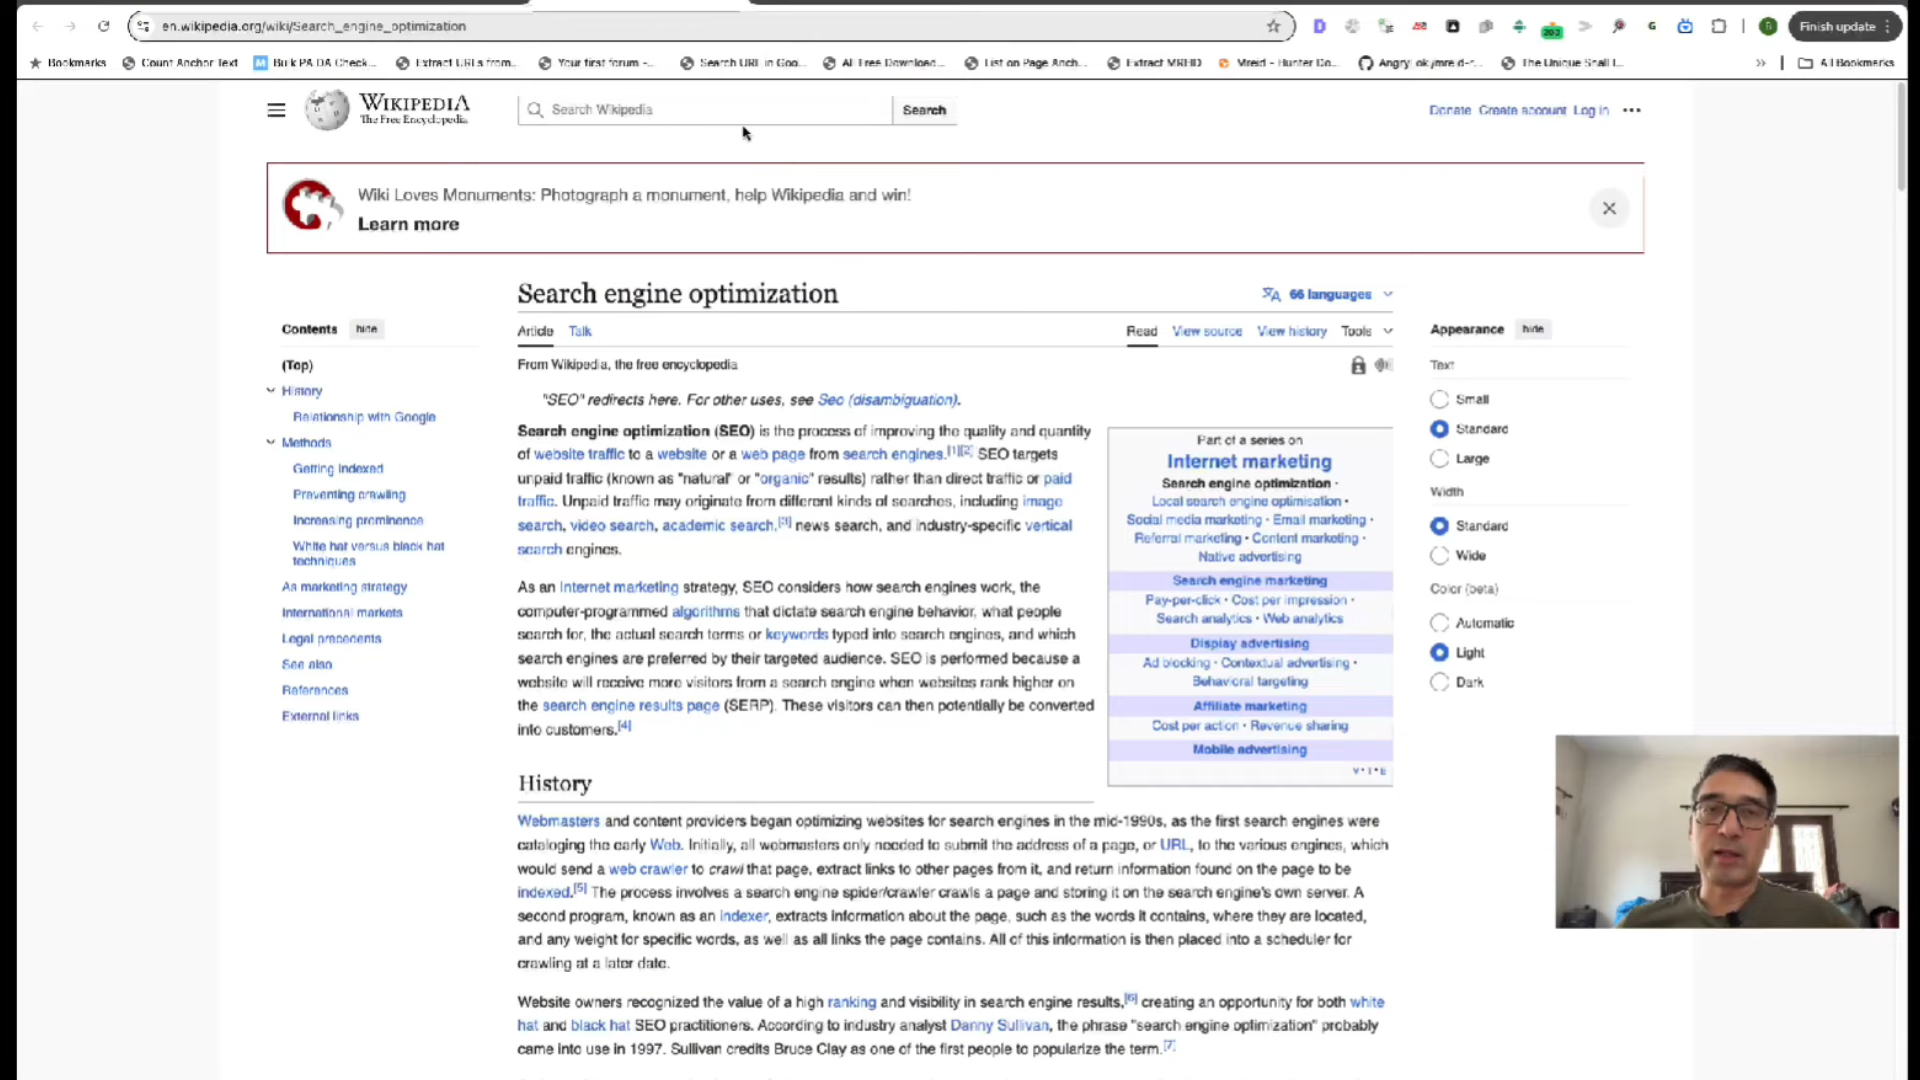 en.wikipedia.org/wiki/Search_engine_optimization
Finish update
Bookmarks
Count Anchor Text
Bulk PA DA Check...
Extract URLs from...
Your first forum -...
Search URL in Goo...
All Free Download...
List on Page Anch...
Extract MREID
Mreid - Hunter Do...
The Unique Snail I...
All Bookmarks
WIKIPEDIA
The Free Encyclopedia
Search Wikipedia
Search
Donate Create account Log in
Wiki Loves Monuments: Photograph a monument, help Wikipedia and win!
Learn more
Search engine optimization
66 languages
Contents hide
(Top)
History
Relationship with Google
Methods
Getting indexed
Preventing crawling
Increasing prominence
White hat versus black hat
techniques
As marketing strategy
International markets
Legal precedents
See also
References
External links
Article Talk
Read View source View history Tools
From Wikipedia, the free encyclopedia
"SEO" redirects here. For other uses, see Seo (disambiguation).
Search engine optimization (SEO) is the process of improving the quality and quantity
of website traffic to a website or a web page from search engines.[1][2] SEO targets
unpaid traffic (known as "natural" or "organic" results) rather than direct traffic or paid
traffic. Unpaid traffic may originate from different kinds of searches, including image
search, video search, academic search,[3] news search, and industry-specific vertical
search engines.
As an Internet marketing strategy, SEO considers how search engines work, the
computer-programmed algorithms that dictate search engine behavior, what people
search for, the actual search terms or keywords typed into search engines, and which
search engines are preferred by their targeted audience. SEO is performed because a
website will receive more visitors from a search engine when websites rank higher on
the search engine results page (SERP). These visitors can then potentially be converted
into customers.[4]
Part of a series on
Internet marketing
Search engine optimization ·
Local search engine optimisation ·
Social media marketing · Email marketing ·
Referral marketing · Content marketing ·
Native advertising
Search engine marketing
Pay-per-click · Cost per impression ·
Search analytics · Web analytics
Display advertising
Ad blocking · Contextual advertising ·
Behavioral targeting
Affiliate marketing
Cost per action · Revenue sharing
Mobile advertising
V·T·E
Appearance hide
Text
Small
Standard
Large
Width
Standard
Wide
Color (beta)
Automatic
Light
Dark
History
Webmasters and content providers began optimizing websites for search engines in the mid-1990s, as the first search engines were
cataloging the early Web. Initially, all webmasters only needed to submit the address of a page, or URL, to the various engines, which
would send a web crawler to crawl that page, extract links to other pages from it, and return information found on the page to be
indexed.[5] The process involves a search engine spider/crawler crawls a page and storing it on the search engine's own server. A
second program, known as an indexer, extracts information about the page, such as the words it contains, where they are located,
and any weight for specific words, as well as all links the page contains. All of this information is then placed into a scheduler for
crawling at a later date.
Website owners recognized the value of a high ranking and visibility in search engine results,[6] creating an opportunity for both white
hat and black hat SEO practitioners. According to industry analyst Danny Sullivan, the phrase "search engine optimization" probably
came into use in 1997. Sullivan credits Bruce Clay as one of the first people to popularize the term.[7]